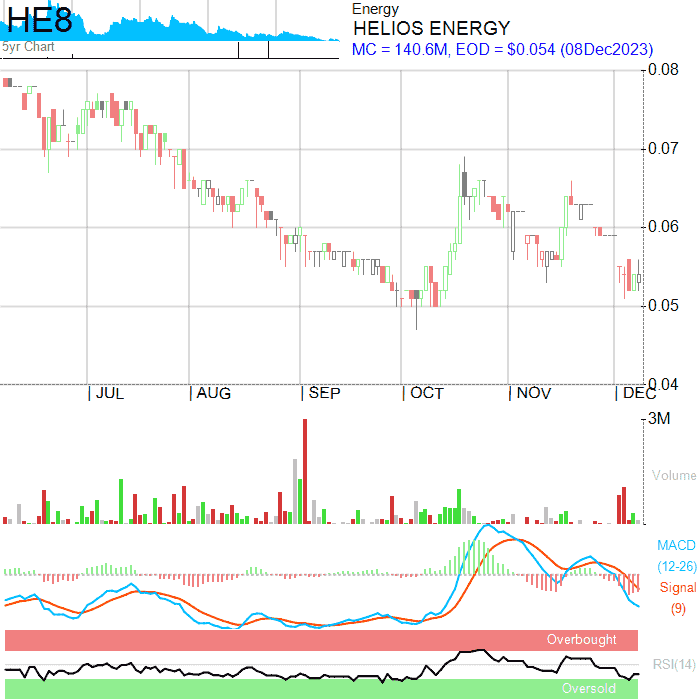 HE8
5yr Chart
Energy
HELIOS ENERGY
MC = 140.6M, EOD = $0.054 (08Dec2023)
0.08
0.07
0.06
0.05
0.04
JUL AUG SEP OCT NOV DEC
3M
Volume
MACD
(12-26)
Signal
(9)
Overbought
RSI(14)
Oversold